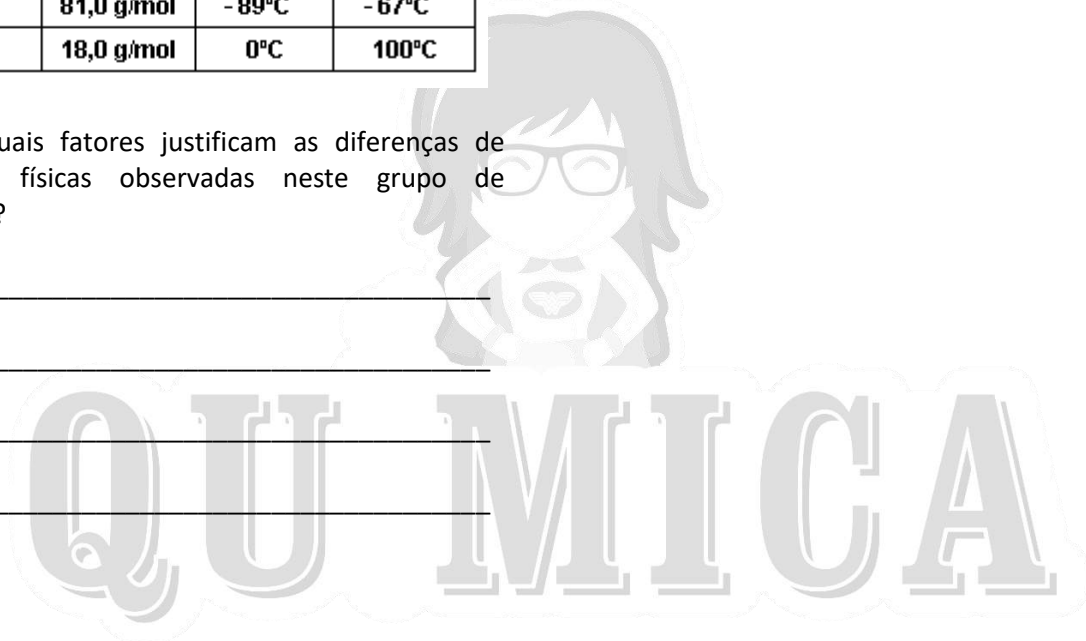 81,0 g/mol - 89ºC - 67ºC
18,0 g/mol 0ºC 100ºC
uais fatores justificam as diferenças de
físicas observadas neste grupo de
?
QU MICA